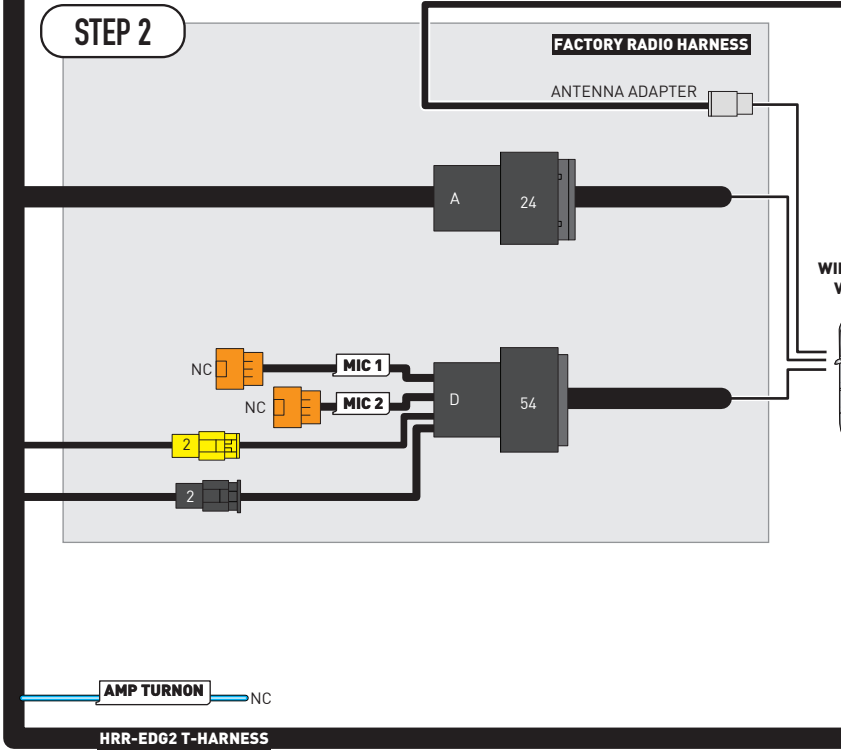 STEP 2
FACTORY RADIO HARNESS
ANTENNA ADAPTER
A
24
NC
MIC 1
NC
MIC 2
D
54
2
2
AMP TURNON
NC
HRR-EDG2 T-HARNESS